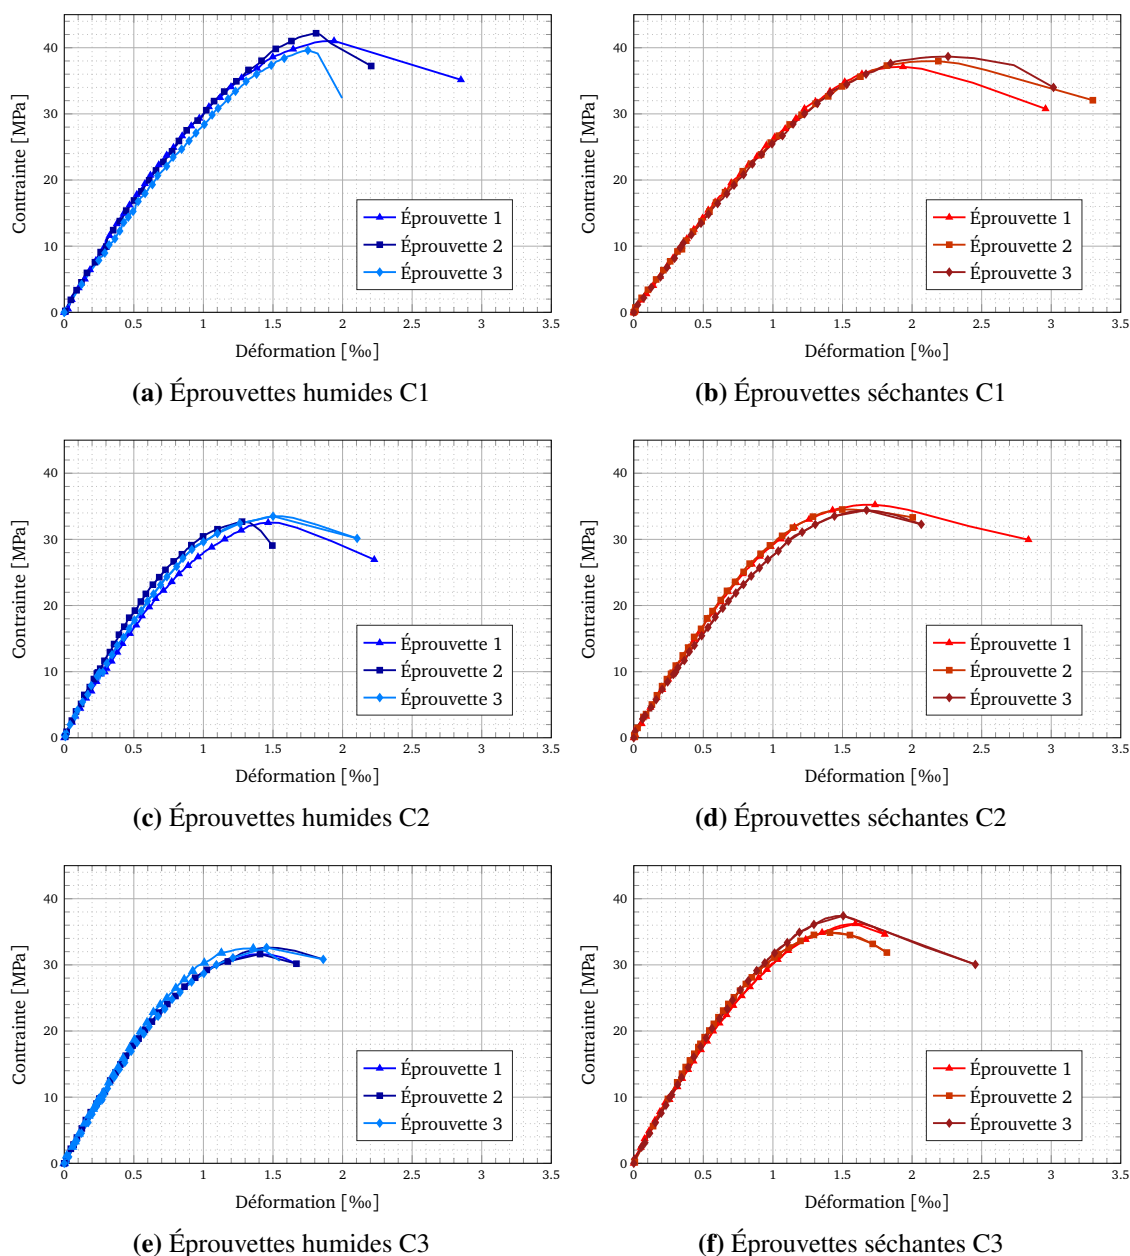 40
30
20
10
0
0 0.5 1 1.5 2 2.5 3 3.5
Contrainte [MPa]
Déformation [‰]
Éprouvette 1
Éprouvette 2
Éprouvette 3
(a) Éprouvettes humides C1
40
30
20
10
0
0 0.5 1 1.5 2 2.5 3 3.5
Contrainte [MPa]
Déformation [‰]
Éprouvette 1
Éprouvette 2
Éprouvette 3
(b) Éprouvettes séchantes C1
40
30
20
10
0
0 0.5 1 1.5 2 2.5 3 3.5
Contrainte [MPa]
Déformation [‰]
Éprouvette 1
Éprouvette 2
Éprouvette 3
(c) Éprouvettes humides C2
40
30
20
10
0
0 0.5 1 1.5 2 2.5 3 3.5
Contrainte [MPa]
Déformation [‰]
Éprouvette 1
Éprouvette 2
Éprouvette 3
(d) Éprouvettes séchantes C2
40
30
20
10
0
0 0.5 1 1.5 2 2.5 3 3.5
Contrainte [MPa]
Déformation [‰]
Éprouvette 1
Éprouvette 2
Éprouvette 3
(e) Éprouvettes humides C3
40
30
20
10
0
0 0.5 1 1.5 2 2.5 3 3.5
Contrainte [MPa]
Déformation [‰]
Éprouvette 1
Éprouvette 2
Éprouvette 3
(f) Éprouvettes séchantes C3